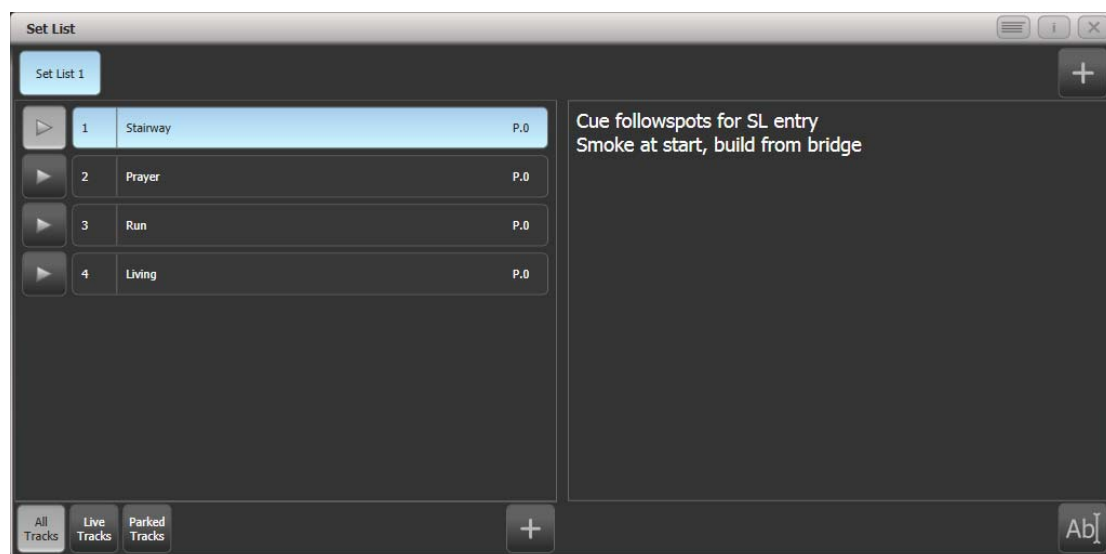 Set List
i
Set List 1
+
1 Stairway P.0
2 Prayer P.0
3 Run P.0
4 Living P.0
Cue followspots for SL entry
Smoke at start, build from bridge
All
Tracks
Live
Tracks
Parked
Tracks
+
Ab